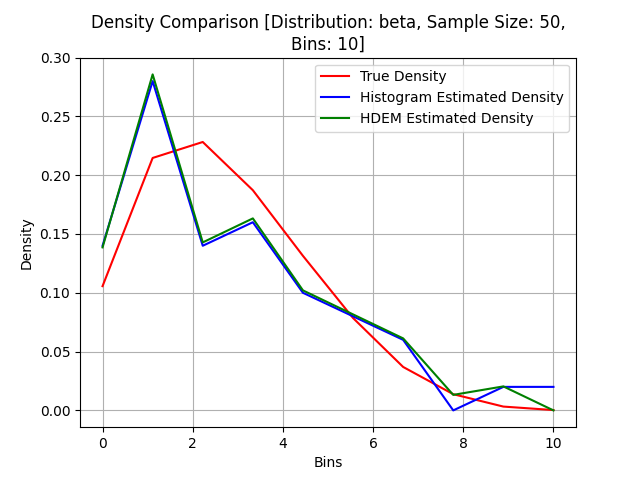 Density Comparison [Distribution: beta, Sample Size: 50,
Bins: 10]
True Density
Histogram Estimated Density
HDEM Estimated Density
Density
0.30
0.25
0.20
0.15
0.10
0.05
0.00
0 2 4 6 8 10
Bins